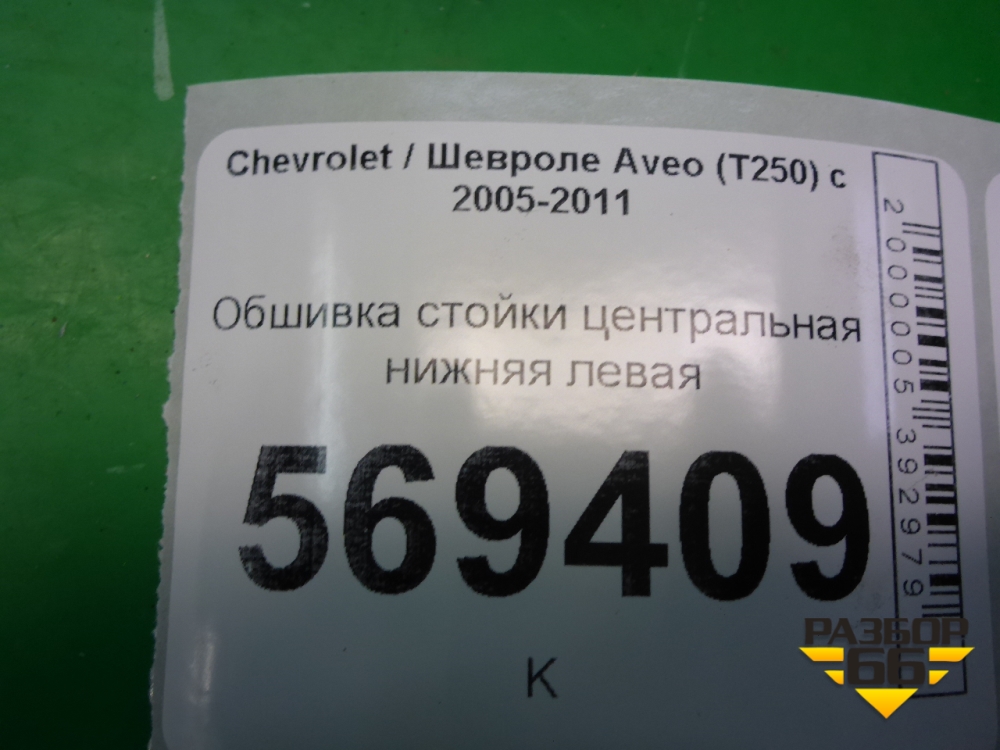 Chevrolet / Шевроле Aveo (T250) с
2005-2011
Обшивка стойки центральная
нижняя левая
569409
К
2000005392979
РАЗБОР
66